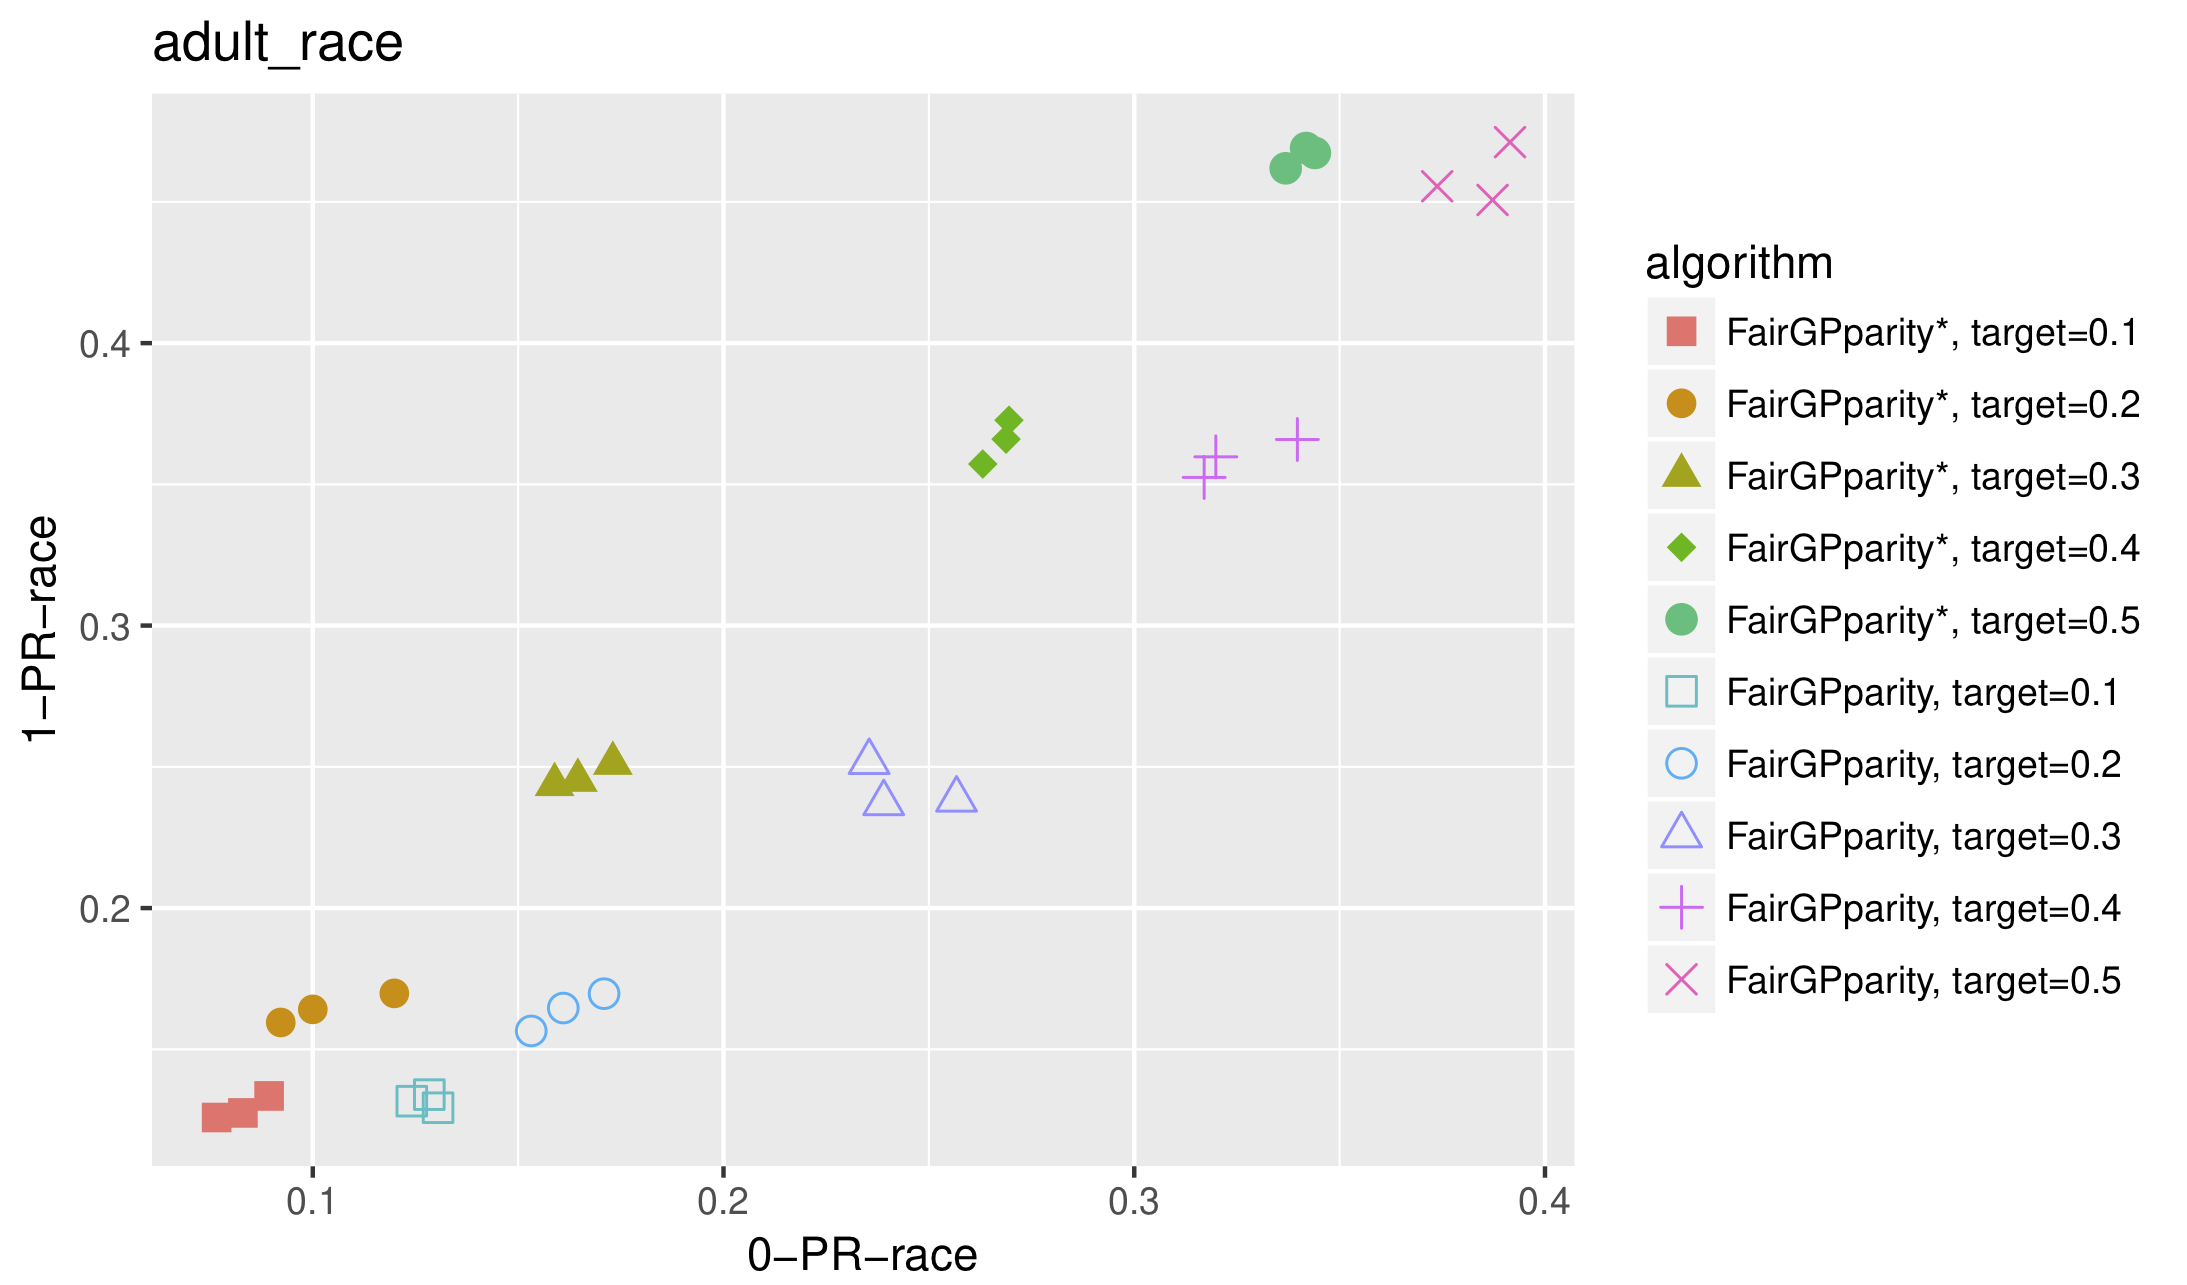 adult_race
1−PR−race
0.4
0.3
0.2
0.1
0.2
0.3
0.4
0−PR−race
algorithm
FairGPparity*, target=0.1
FairGPparity*, target=0.2
FairGPparity*, target=0.3
FairGPparity*, target=0.4
FairGPparity*, target=0.5
FairGPparity, target=0.1
FairGPparity, target=0.2
FairGPparity, target=0.3
FairGPparity, target=0.4
FairGPparity, target=0.5